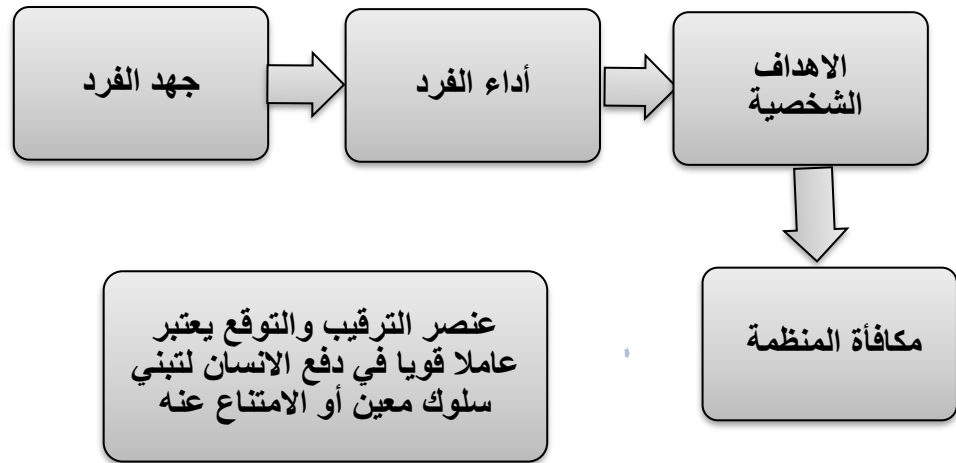 جهد الفرد
أداء الفرد
الاهداف
الشخصية
مكافأة المنظمة
عنصر الترقيب والتوقع يعتبر
عاملا قويا في دفع الانسان لتبني
سلوك معين أو الامتناع عنه